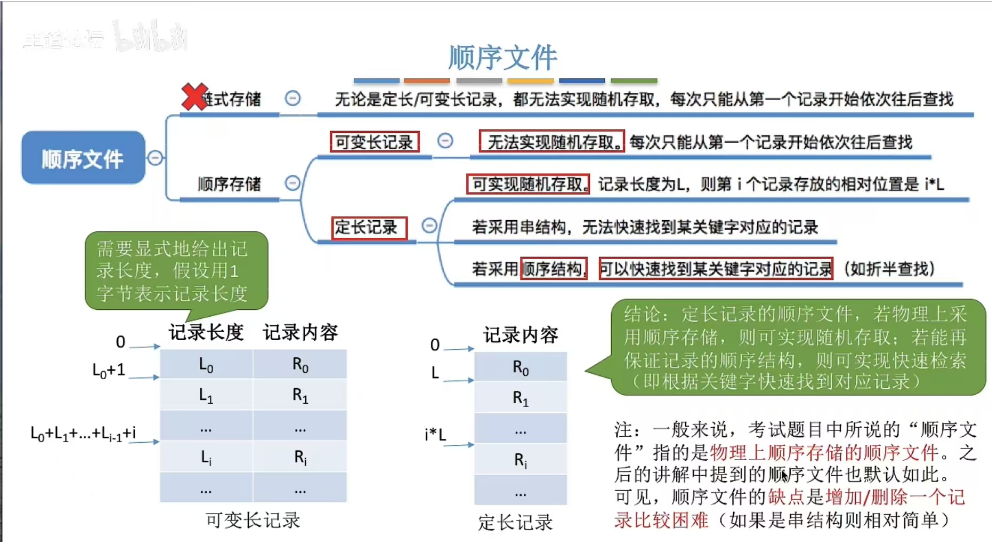 王道论坛 bilibili
顺序文件
链式存储
无论是定长/可变长记录，都无法实现随机存取，每次只能从第一个记录开始依次往后查找
顺序文件
可变长记录
无法实现随机存取。每次只能从第一个记录开始依次往后查找
顺序存储
可实现随机存取。记录长度为L，则第 i 个记录存放的相对位置是 i*L
定长记录
若采用串结构，无法快速找到某关键字对应的记录
若采用顺序结构，可以快速找到某关键字对应的记录（如折半查找）
需要显式地给出记
录长度，假设用1
字节表示记录长度
记录长度 记录内容
0
L0 R0
L0+1
L1 R1
... ...
L0+L1+...+Li-1+i
Li Ri
... ...
可变长记录
记录内容
0
R0
L
R1
...
i*L
Ri
...
定长记录
结论：定长记录的顺序文件，若物理上采
用顺序存储，则可实现随机存取；若能再
保证记录的顺序结构，则可实现快速检索
（即根据关键字快速找到对应记录）
注：一般来说，考试题目中所说的“顺序文
件”指的是物理上顺序存储的顺序文件。之
后的讲解中提到的顺序文件也默认如此。
可见，顺序文件的缺点是增加/删除一个记
录比较困难（如果是串结构则相对简单）